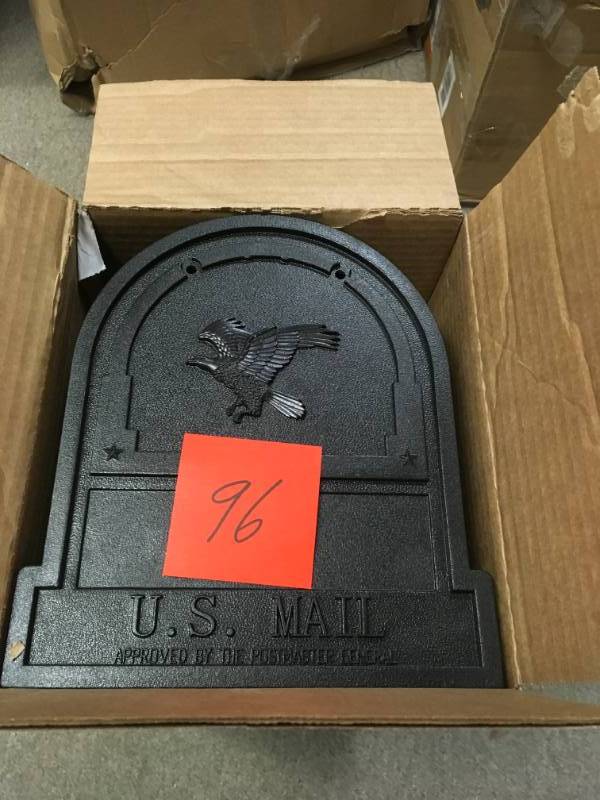 96
U.S. MAIL
APPROVED BY THE POSTMASTER GENERAL